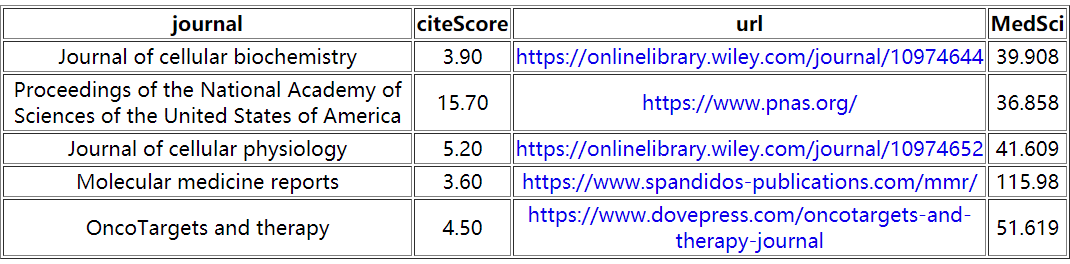 journal citeScore url MedSci
Journal of cellular biochemistry 3.90 https://onlinelibrary.wiley.com/journal/10974644 39.908
Proceedings of the National Academy of
Sciences of the United States of America 15.70 https://www.pnas.org/ 36.858
Journal of cellular physiology 5.20 https://onlinelibrary.wiley.com/journal/10974652 41.609
Molecular medicine reports 3.60 https://www.spandidos-publications.com/mmr/ 115.98
OncoTargets and therapy 4.50 https://www.dovepress.com/oncotargets-and-
therapy-journal 51.619